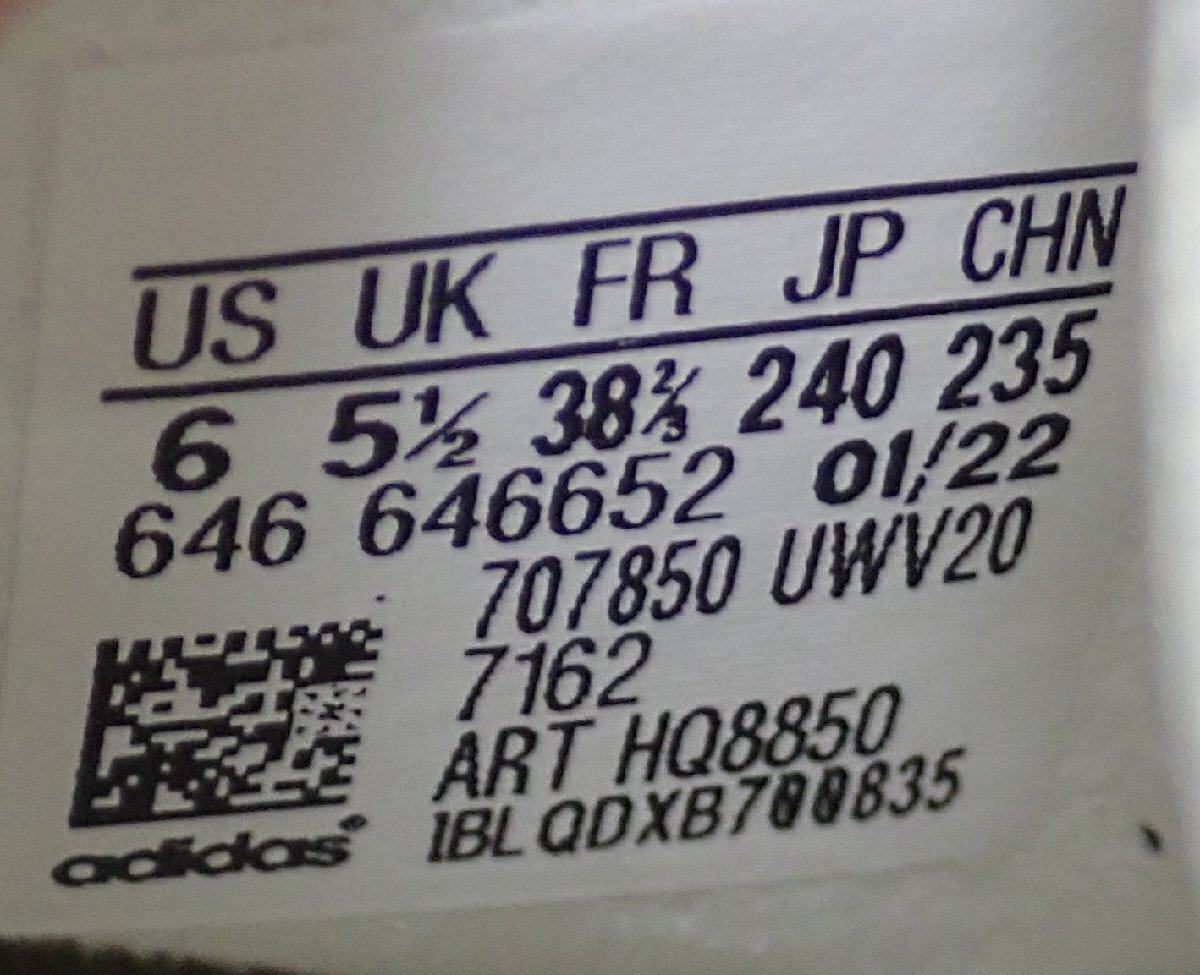 US UK FR JP CHN
6 5½ 38⅔ 240 235
646 646652 01/22
707850 UWV20
7162
ART HQ8850
1BLQDXB700835
adidas®